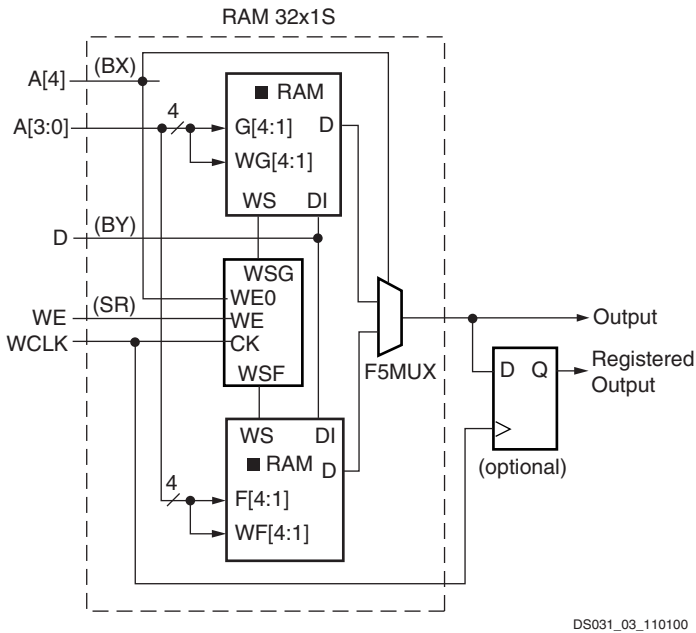 RAM 32x1S
A[4] (BX)
A[3:0]
4
RAM
G[4:1] D
WG[4:1]
WS DI
D (BY)
WSG
WE0
WE (SR) WE
WCLK CK
WSF
F5MUX
Output
D Q
Registered
Output
(optional)
WS DI
RAM D
4
F[4:1]
WF[4:1]
DS031_03_110100